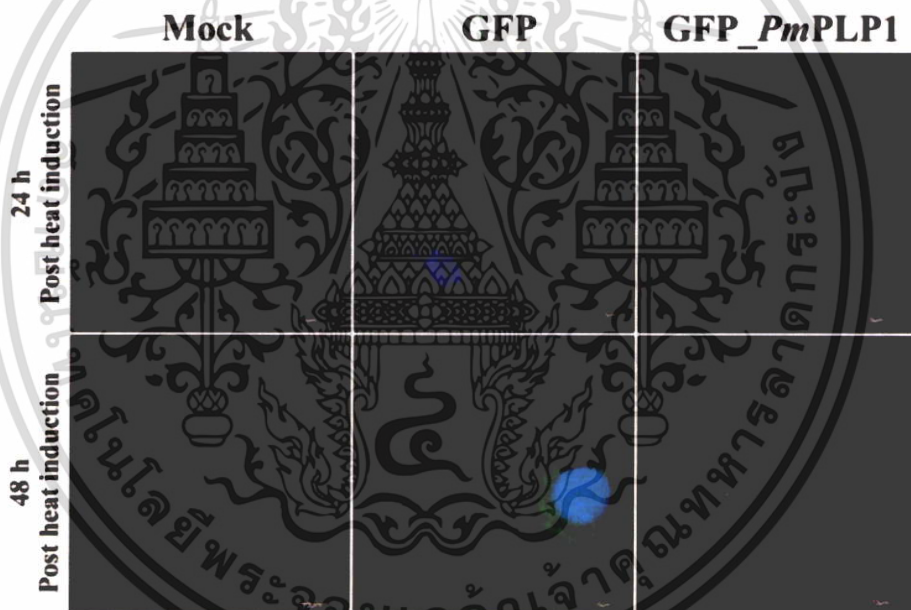 Mock GFP GFP_PmPLP1
24 h
Post heat induction
48 h
Post heat induction